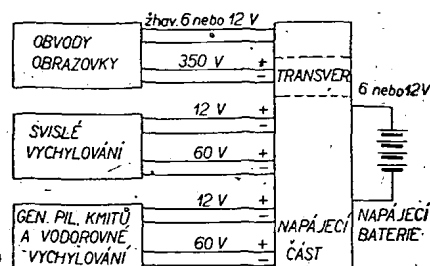 žhav. 6 nebo 12 V
OBVODY
OBRAZOVKY
350 V
+
−
TRANSVER
6 nebo 12V
12 V
+
−
SVISLÉ
VYCHYLOVÁNÍ
60 V
+
−
12 V
+
−
GEN. PIL. KMITŮ
A VODOROVNÉ
VYCHYLOVÁNÍ
60 V
+
−
NAPÁJECÍ
ČÁST
NAPÁJECÍ
BATERIE